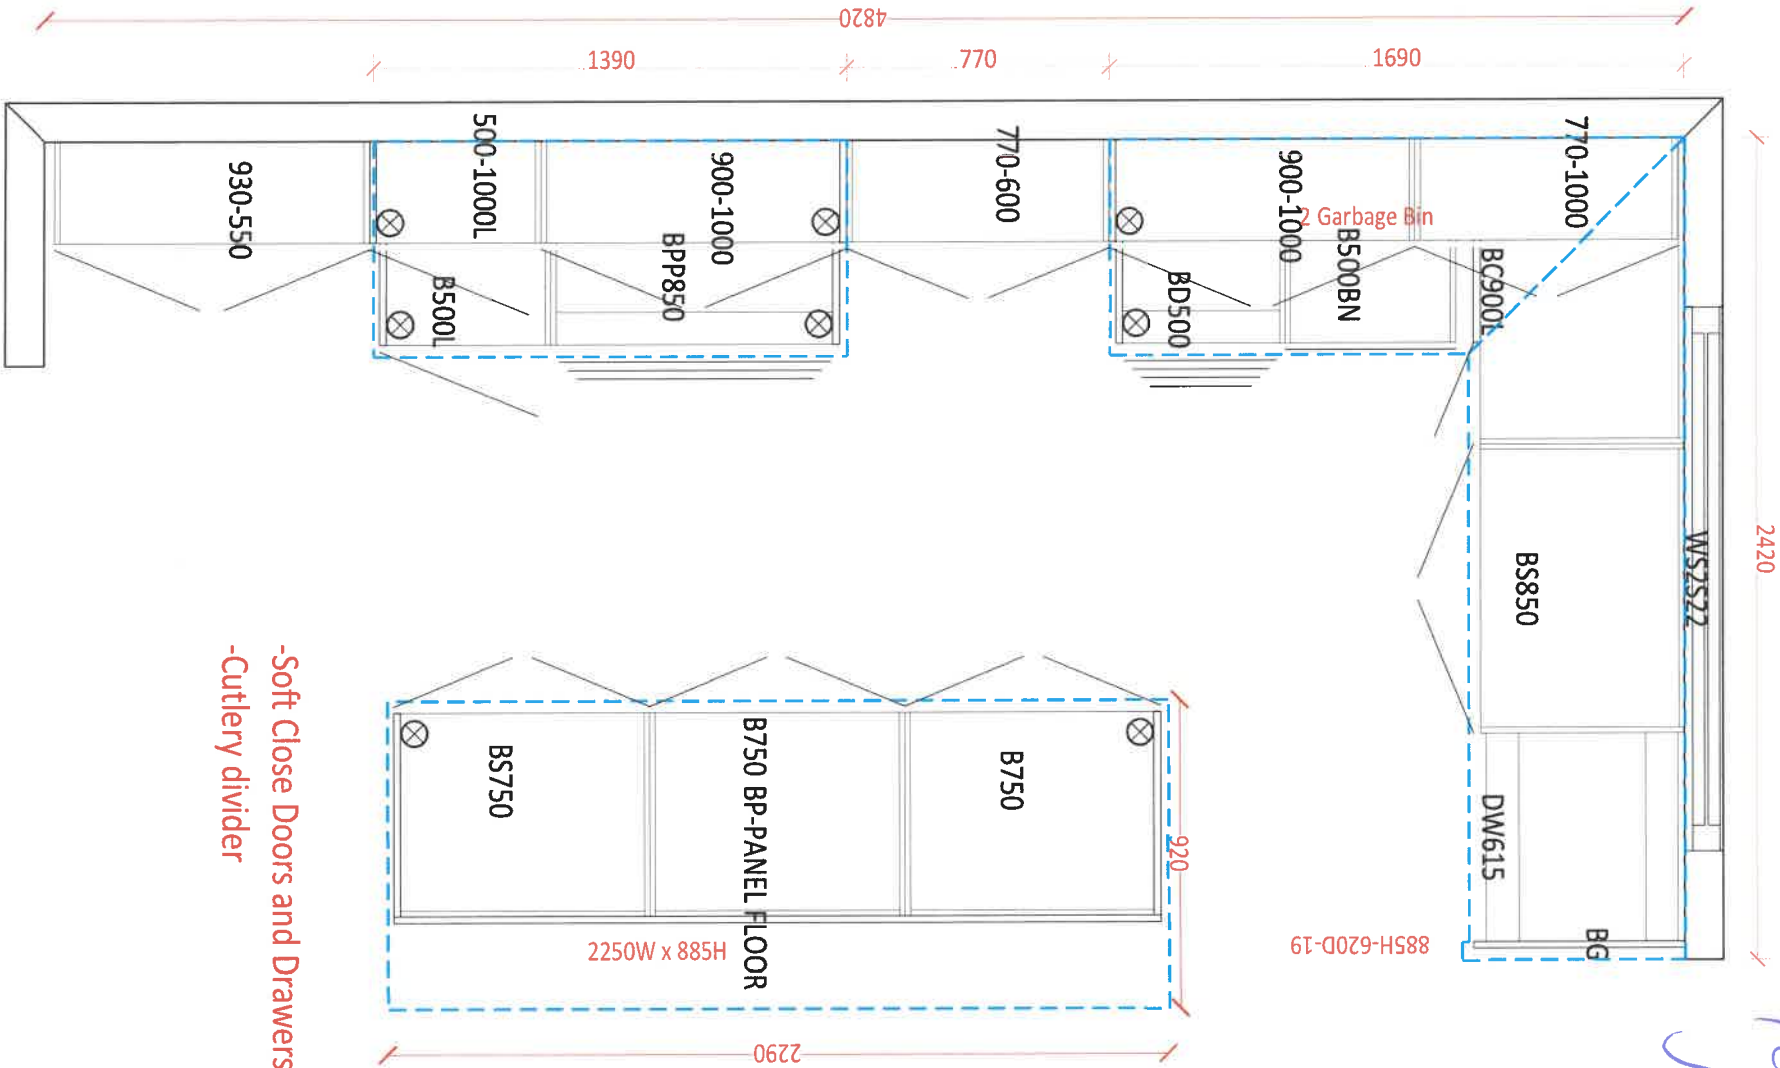 4820
1390
770
1690
930-550
500-1000L
900-1000
770-600
900-1000
770-1000
2 Garbage Bin
B500L
BPP850
BD500
B500BN
BC900L
2420
WS2S22
BS850
DW615
BG
885H-620D-19
BS750
B750 BP-PANEL FLOOR
B750
920
2250W x 885H
2290
-Soft Close Doors and Drawers
-Cutlery divider